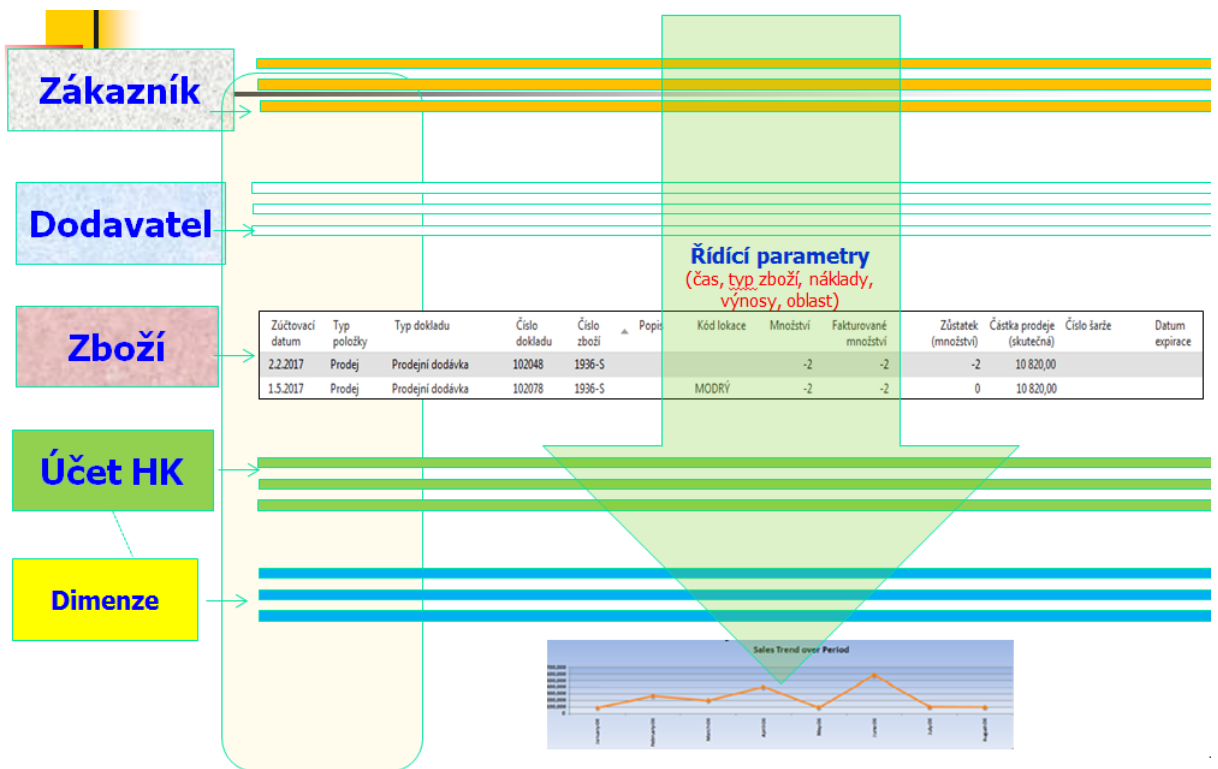 Zákazník
Dodavatel
Řídící parametry
(čas, typ zboží, náklady,
výnosy, oblast)
Zboží
Zúčtovací datum Typ položky Typ dokladu Číslo dokladu Číslo zboží Popis Kód lokace Množství Fakturované množství Zůstatek (množství) Částka prodeje (skutečná) Číslo šarže Datum expirace
2.2.2017 Prodej Prodejní dodávka 102048 1936-S -2 -2 -2 10 820,00
1.5.2017 Prodej Prodejní dodávka 102078 1936-S MODRÝ -2 -2 0 10 820,00
Účet HK
Dimenze
Sales Trend over Period
0